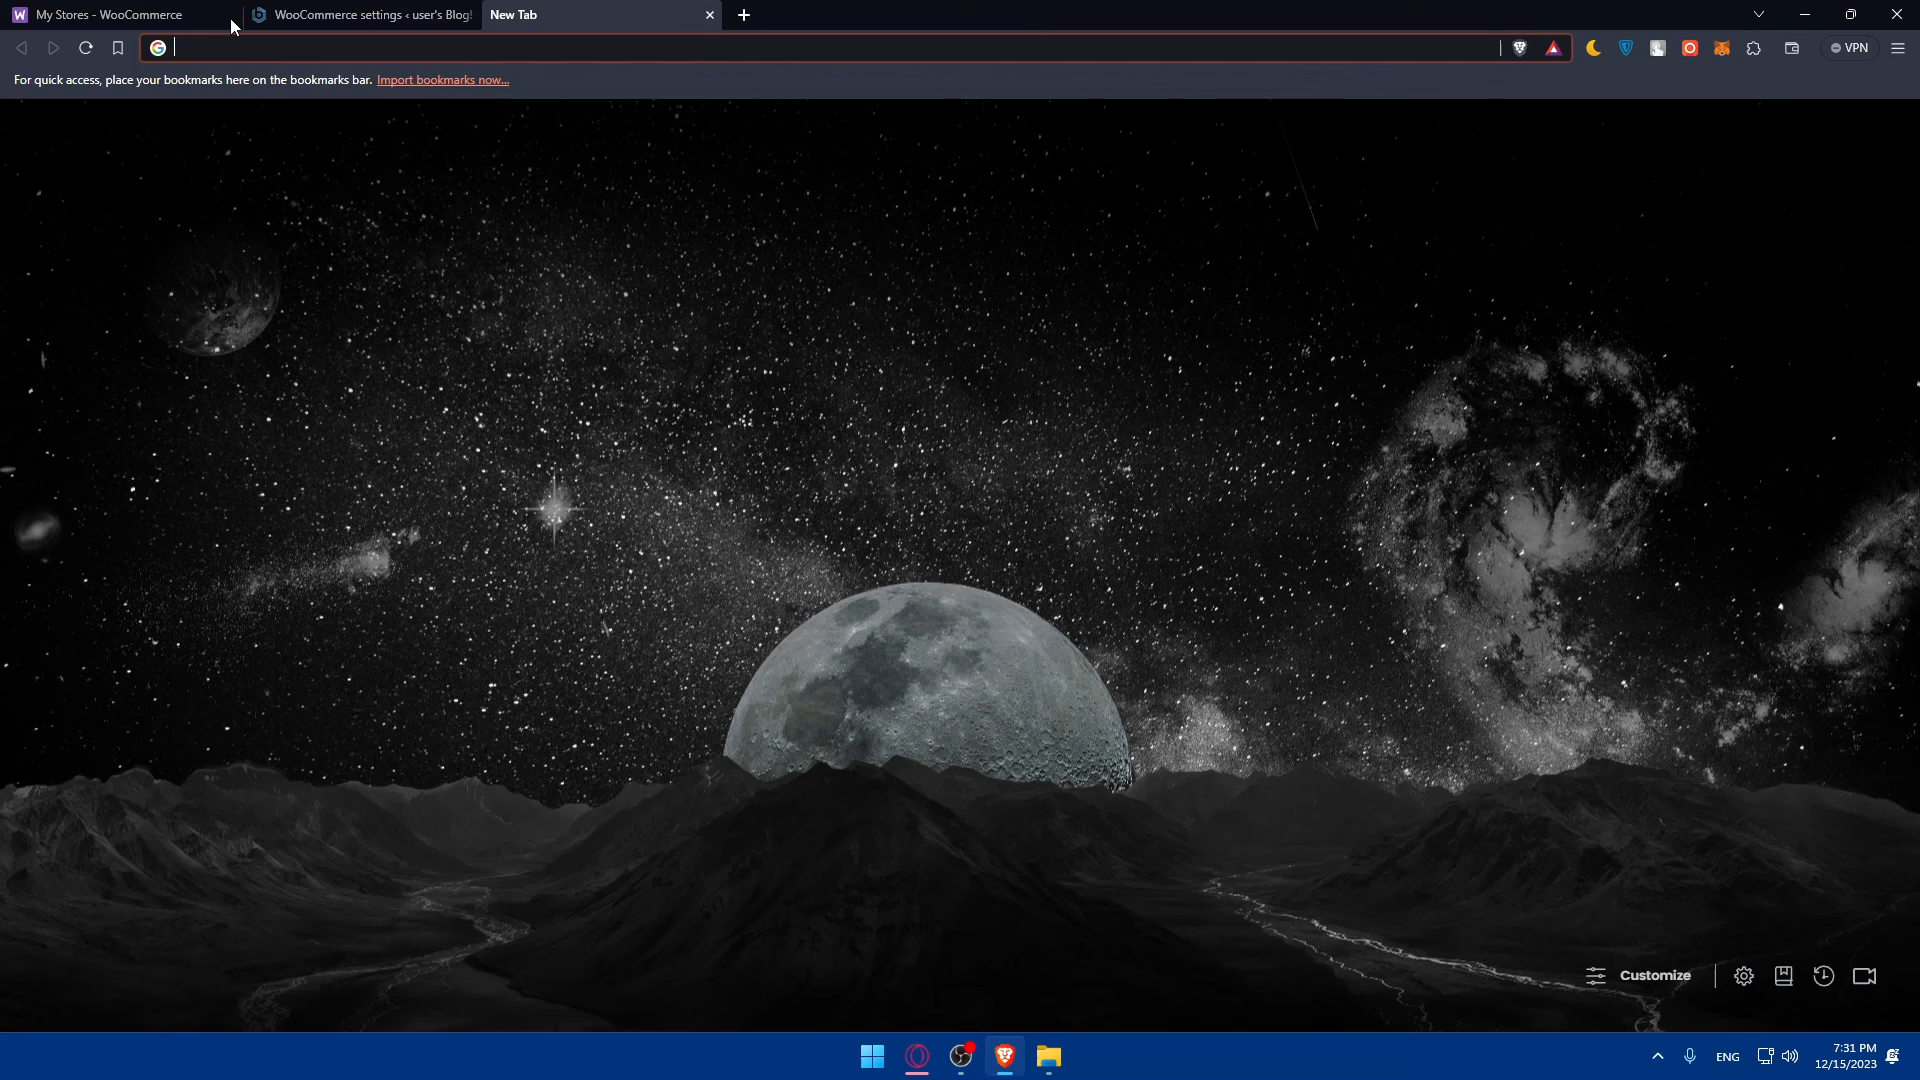 My Stores - WooCommerce
WooCommerce settings ‹ user's Blog!
New Tab
VPN
For quick access, place your bookmarks here on the bookmarks bar. Import bookmarks now...
Customize
ENG
7:31 PM
12/15/2023